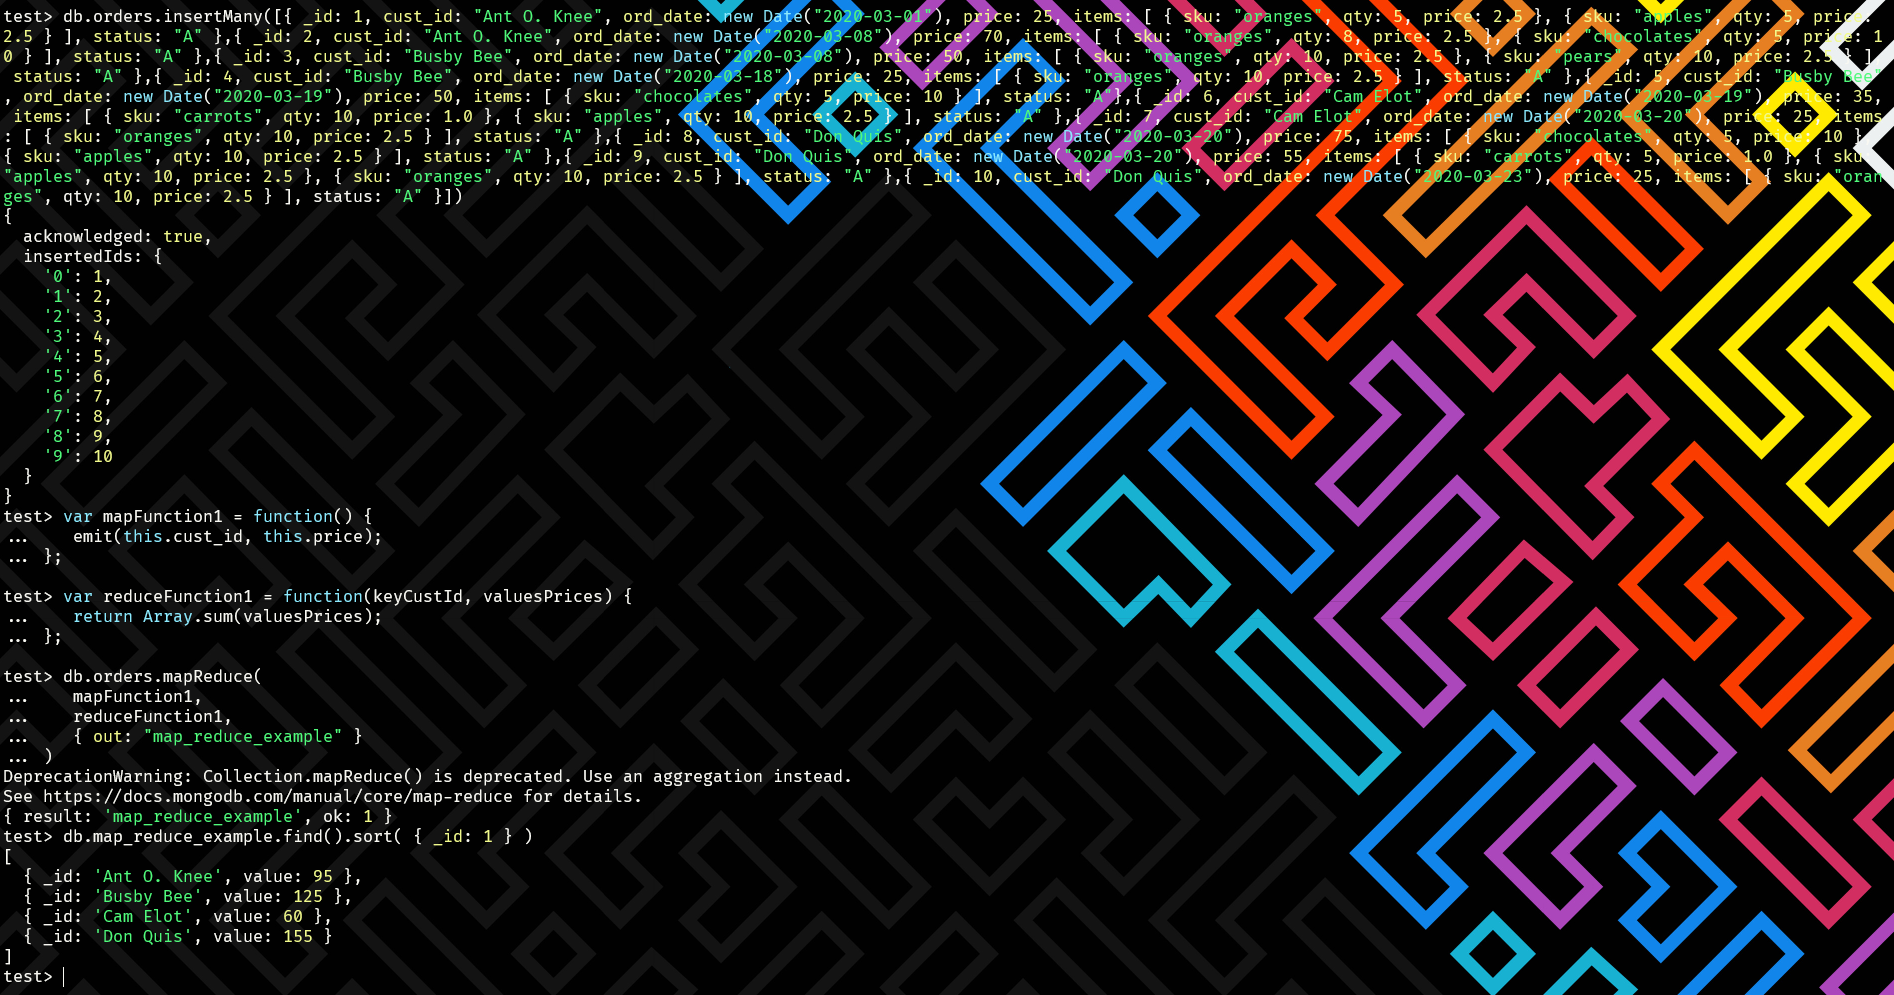 test> db.orders.insertMany([{ _id: 1, cust_id: "Ant O. Knee", ord_date: new Date("2020-03-01"), price: 25, items: [ { sku: "oranges", qty: 5, price: 2.5 }, { sku: "apples", qty: 5, price:
2.5 } ], status: "A" },{ _id: 2, cust_id: "Ant O. Knee", ord_date: new Date("2020-03-08"), price: 70, items: [ { sku: "oranges", qty: 8, price: 2.5 }, { sku: "chocolates", qty: 5, price: 1
0 } ], status: "A" },{ _id: 3, cust_id: "Busby Bee", ord_date: new Date("2020-03-08"), price: 50, items: [ { sku: "oranges", qty: 10, price: 2.5 }, { sku: "pears", qty: 10, price: 2.5 } ],
status: "A" },{ _id: 4, cust_id: "Busby Bee", ord_date: new Date("2020-03-18"), price: 25, items: [ { sku: "oranges", qty: 10, price: 2.5 } ], status: "A" },{ _id: 5, cust_id: "Busby Bee"
, ord_date: new Date("2020-03-19"), price: 50, items: [ { sku: "chocolates", qty: 5, price: 10 } ], status: "A"},{ _id: 6, cust_id: "Cam Elot", ord_date: new Date("2020-03-19"), price: 35,
items: [ { sku: "carrots", qty: 10, price: 1.0 }, { sku: "apples", qty: 10, price: 2.5 } ], status: "A" },{ _id: 7, cust_id: "Cam Elot", ord_date: new Date("2020-03-20"), price: 25, items
: [ { sku: "oranges", qty: 10, price: 2.5 } ], status: "A" },{ _id: 8, cust_id: "Don Quis", ord_date: new Date("2020-03-20"), price: 75, items: [ { sku: "chocolates", qty: 5, price: 10 },
{ sku: "apples", qty: 10, price: 2.5 } ], status: "A" },{ _id: 9, cust_id: "Don Quis", ord_date: new Date("2020-03-20"), price: 55, items: [ { sku: "carrots", qty: 5, price: 1.0 }, { sku:
"apples", qty: 10, price: 2.5 }, { sku: "oranges", qty: 10, price: 2.5 } ], status: "A" },{ _id: 10, cust_id: "Don Quis", ord_date: new Date("2020-03-23"), price: 25, items: [ { sku: "oran
ges", qty: 10, price: 2.5 } ], status: "A" }])
{
  acknowledged: true,
  insertedIds: {
    '0': 1,
    '1': 2,
    '2': 3,
    '3': 4,
    '4': 5,
    '5': 6,
    '6': 7,
    '7': 8,
    '8': 9,
    '9': 10
  }
}
test> var mapFunction1 = function() {
...    emit(this.cust_id, this.price);
... };
test> var reduceFunction1 = function(keyCustId, valuesPrices) {
...    return Array.sum(valuesPrices);
... };
test> db.orders.mapReduce(
...    mapFunction1,
...    reduceFunction1,
...    { out: "map_reduce_example" }
... )
DeprecationWarning: Collection.mapReduce() is deprecated. Use an aggregation instead.
See https://docs.mongodb.com/manual/core/map-reduce for details.
{ result: 'map_reduce_example', ok: 1 }
test> db.map_reduce_example.find().sort( { _id: 1 } )
[
  { _id: 'Ant O. Knee', value: 95 },
  { _id: 'Busby Bee', value: 125 },
  { _id: 'Cam Elot', value: 60 },
  { _id: 'Don Quis', value: 155 }
]
test>